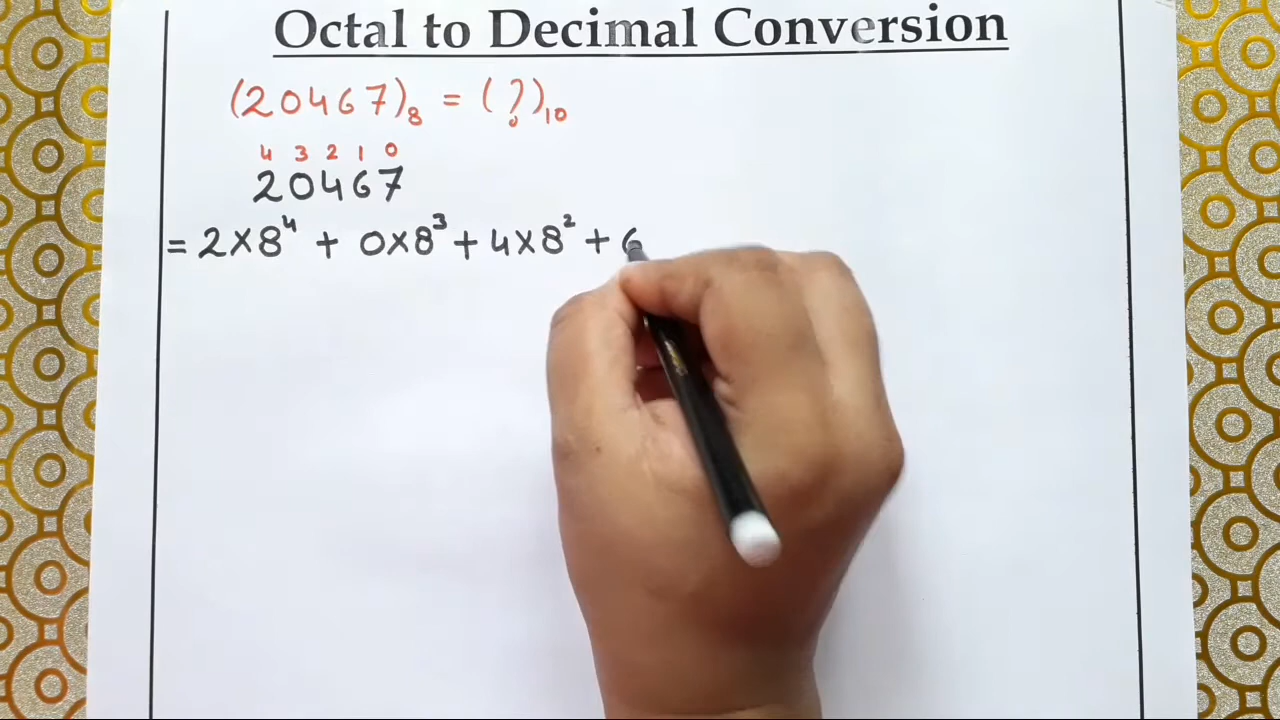 Octal to Decimal Conversion
(20467)₈ = (?)₁₀
4 3 2 1 0
20467
= 2×8⁴ + 0×8³ + 4×8² + 6